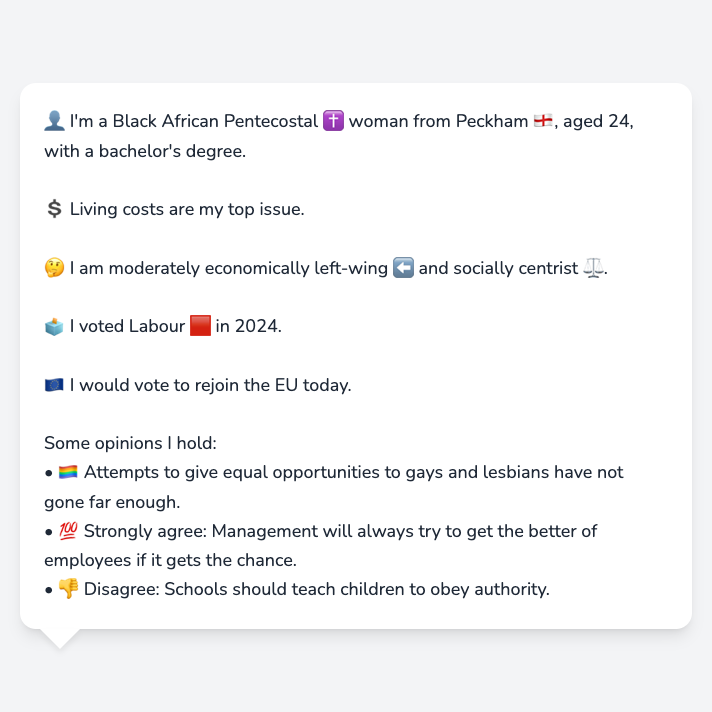 👤 I'm a Black African Pentecostal ✝️ woman from Peckham 🏴󠁧󠁢󠁥󠁮󠁧󠁿, aged 24,
with a bachelor's degree.
💲 Living costs are my top issue.
🤔 I am moderately economically left-wing ⬅️ and socially centrist ⚖️.
🗳️ I voted Labour 🟥 in 2024.
🇪🇺 I would vote to rejoin the EU today.
Some opinions I hold:
• 🏳️‍🌈 Attempts to give equal opportunities to gays and lesbians have not
gone far enough.
• 💯 Strongly agree: Management will always try to get the better of
employees if it gets the chance.
• 👎 Disagree: Schools should teach children to obey authority.